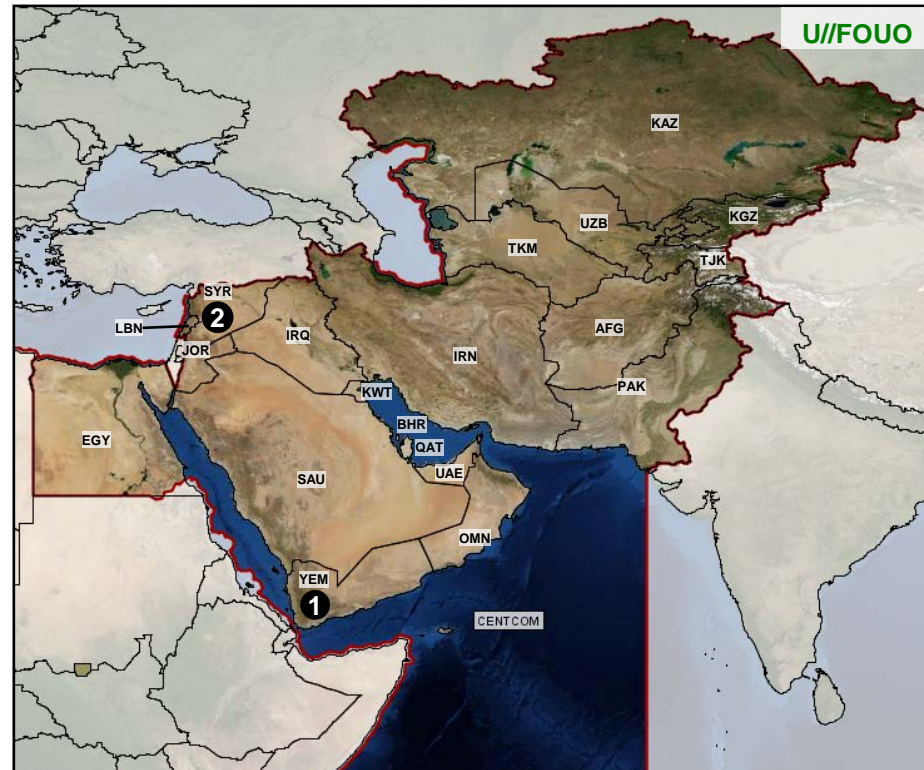 U//FOUO
KAZ
UZB
KGZ
TKM
TJK
SYR
2
LBN
IRQ
AFG
JOR
IRN
PAK
KWT
BHR
EGY
QAT
SAU
UAE
OMN
YEM
1
CENTCOM